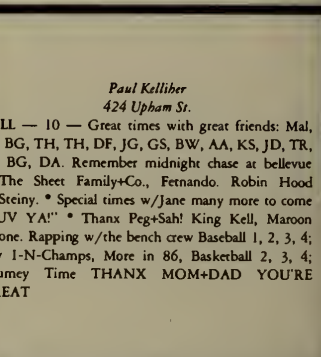 Paul Kelliher
424 Upham St.
LL — 10 — Great times with great friends: Mal,
BG, TH, TH, DF, JG, GS, BW, AA, KS, JD, TR,
BG, DA. Remember midnight chase at bellevue
The Sheet Family+Co., Fernando. Robin Hood
Steiny. * Special times w/Jane many more to come
UV YA!" * Thanx Peg+Sah! King Kell, Maroon
one. Rapping w/the bench crew Baseball 1, 2, 3, 4;
1-N-Champs, More in 86, Basketball 2, 3, 4;
umey Time THANX MOM+DAD YOU'RE
EAT